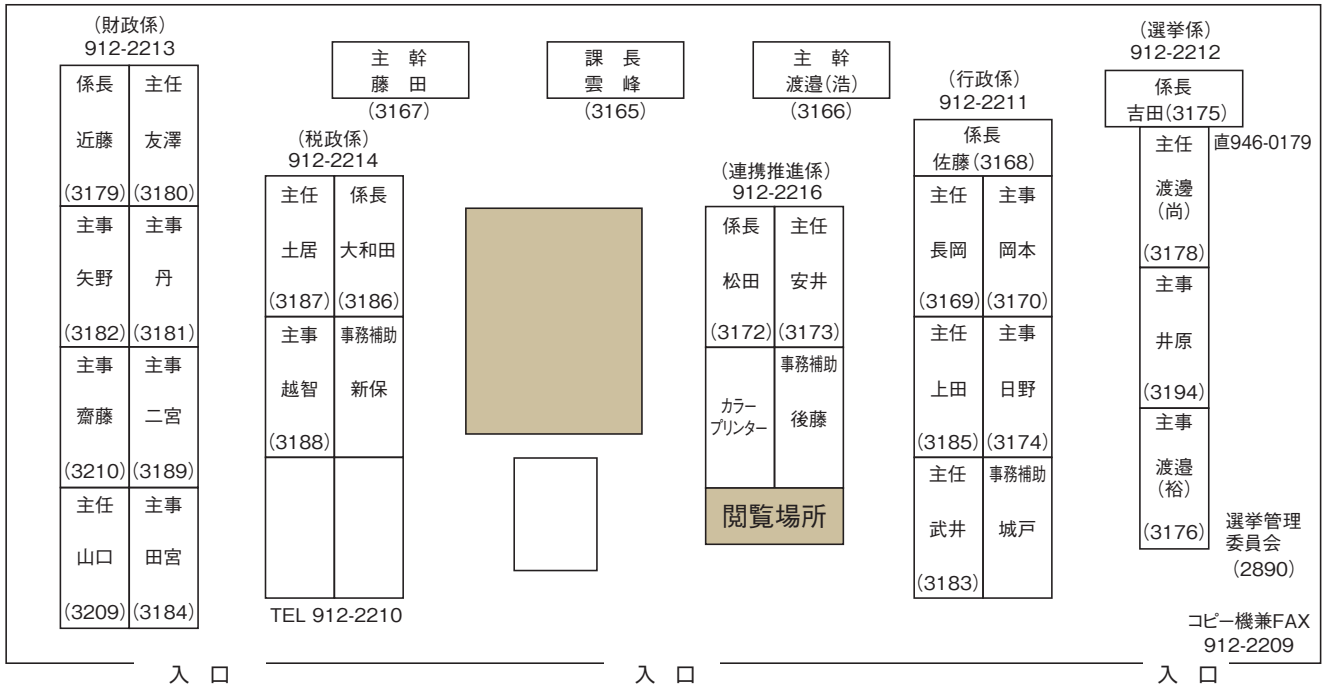 (財政係)
912-2213
係長
近藤
(3179)
主任
友澤
(3180)
主事
矢野
(3182)
主事
丹
(3181)
主事
齋藤
(3210)
主事
二宮
(3189)
主任
山口
(3209)
主事
田宮
(3184)
主 幹
藤 田
(3167)
(税政係)
912-2214
主任
土居
(3187)
係長
大和田
(3186)
主事
越智
(3188)
事務補助
新保
TEL 912-2210
課 長
雲 峰
(3165)
主 幹
渡邉(浩)
(3166)
(連携推進係)
912-2216
係長
松田
(3172)
主任
安井
(3173)
カラー
プリンター
事務補助
後藤
閲覧場所
(行政係)
912-2211
係長
佐藤(3168)
主任
長岡
(3169)
主事
岡本
(3170)
主任
上田
(3185)
主事
日野
(3174)
主任
武井
(3183)
事務補助
城戸
(選挙係)
912-2212
係長
吉田(3175)
直946-0179
主任
渡邉
(尚)
(3178)
主事
井原
(3194)
主事
渡邉
(裕)
(3176)
選挙管理
委員会
(2890)
コピー機兼FAX
912-2209
入 口
入 口
入 口